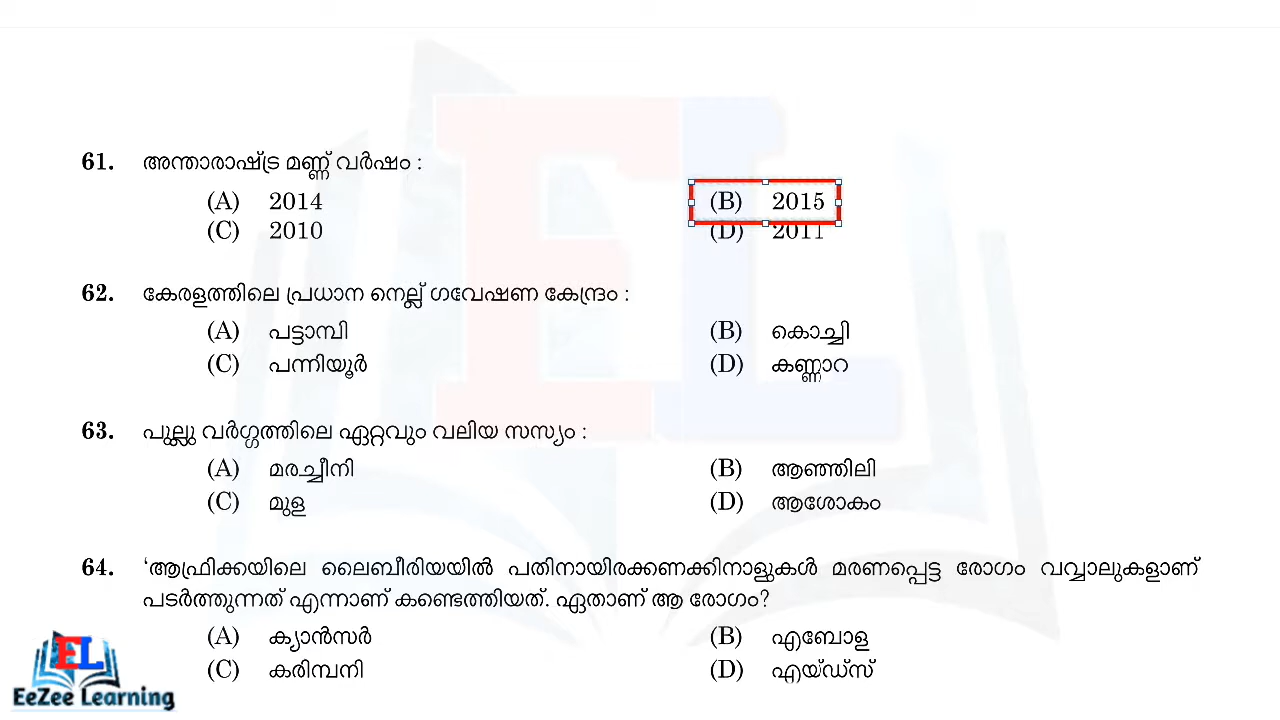 61. അന്താരാഷ്ട്ര മണ്ണ് വർഷം :
(A) 2014 (B) 2015
(C) 2010 (D) 2011
62. കേരളത്തിലെ പ്രധാന നെല്ല് ഗവേഷണ കേന്ദ്രം :
(A) പട്ടാമ്പി (B) കൊച്ചി
(C) പന്നിയൂർ (D) കണ്ണാറ
63. പുല്ലു വർഗ്ഗത്തിലെ ഏറ്റവും വലിയ സസ്യം :
(A) മരച്ചീനി (B) ആഞ്ഞിലി
(C) മുള (D) ആശോകം
64. 'ആഫ്രിക്കയിലെ ലൈബീരിയയിൽ പതിനായിരക്കണക്കിനാളുകൾ മരണപ്പെട്ട രോഗം വവ്വാലുകളാണ്
പടർത്തുന്നത് എന്നാണ് കണ്ടെത്തിയത്. ഏതാണ് ആ രോഗം?
(A) ക്യാൻസർ (B) എബോള
(C) കരിമ്പനി (D) എയ്ഡ്സ്
EL
EeZee Learning